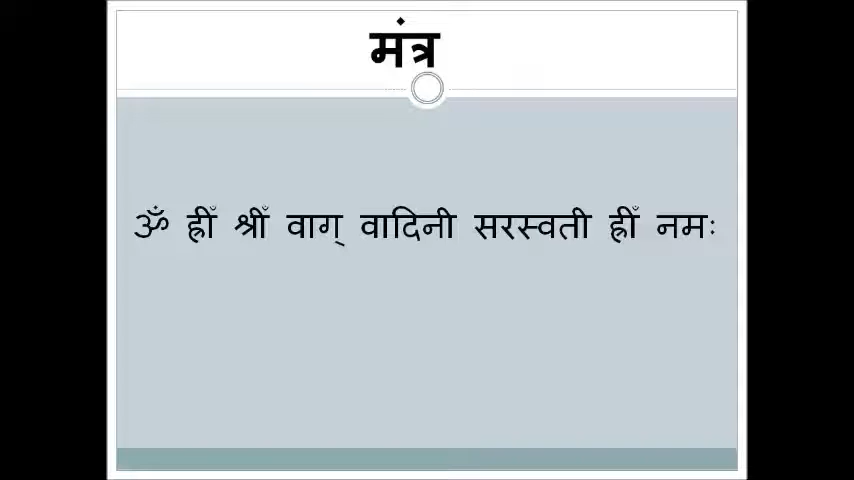 मंत्र
ॐ ह्रीँ श्रीँ वाग् वादिनी सरस्वती ह्रीँ नमः